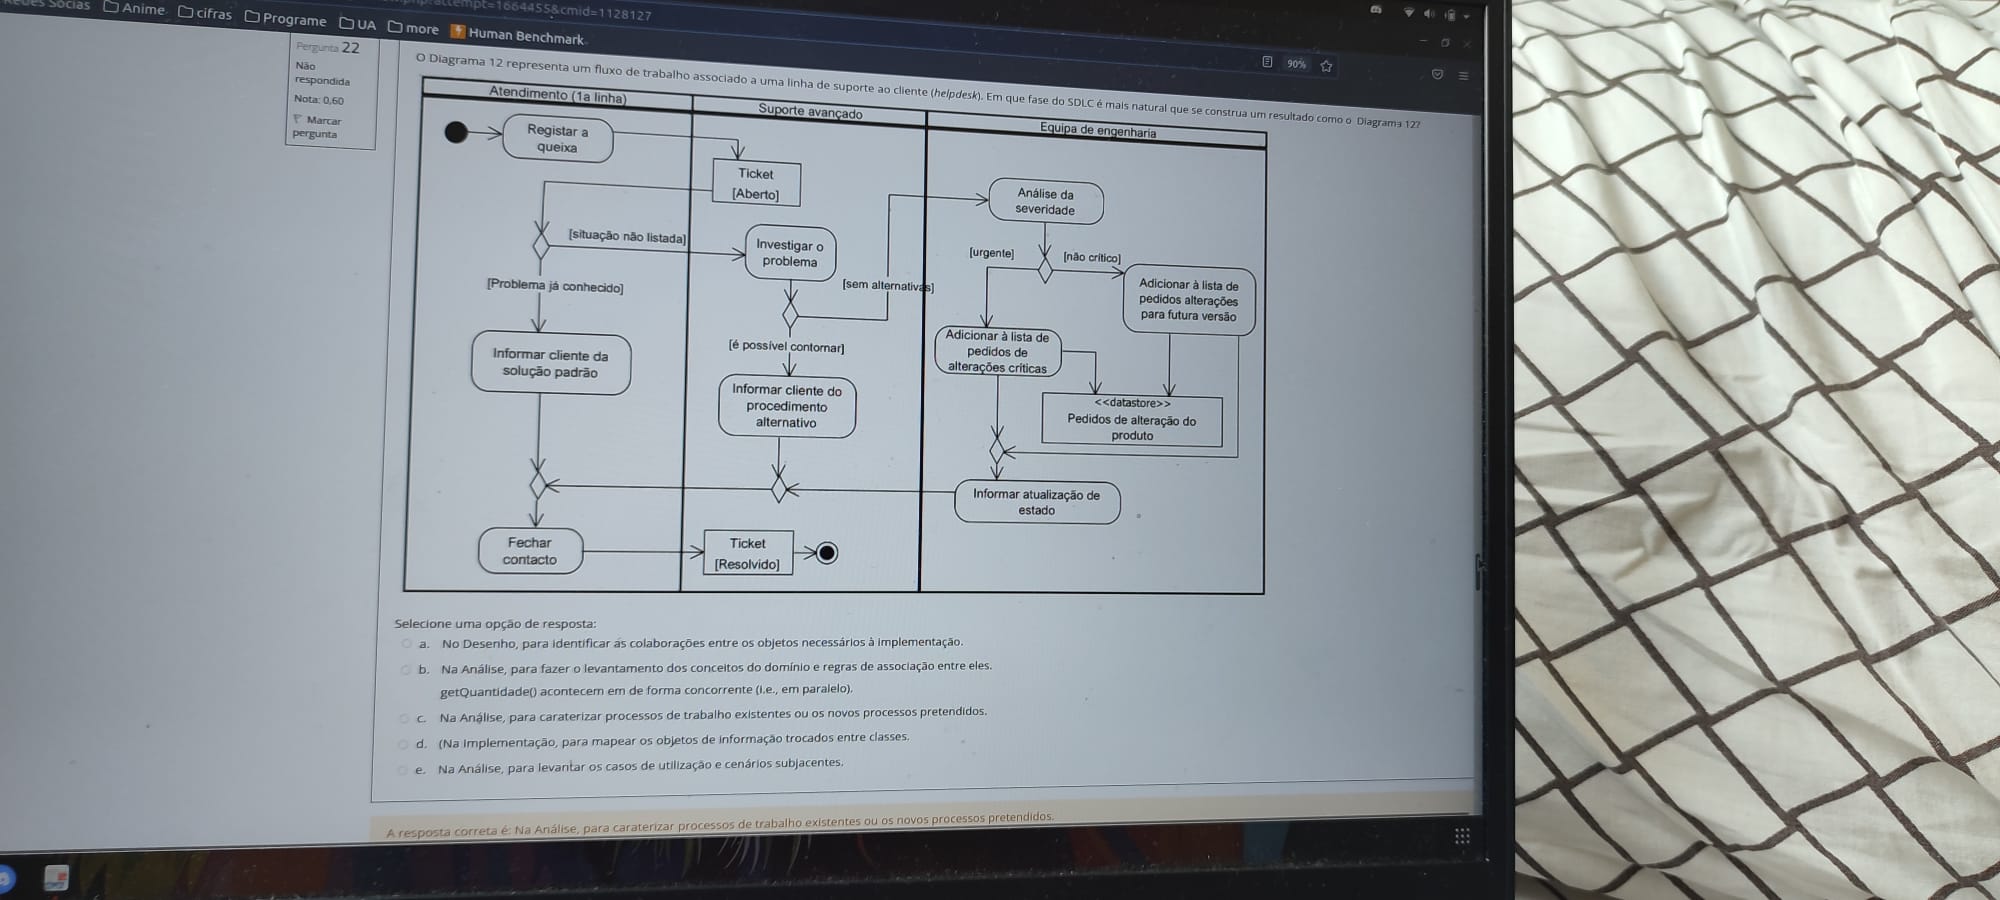 Anime
cifras
Programe
UA
more
Human Benchmark
attempt=1664455&cmid=1128127
90%
Pergunta 22
Não
respondida
Nota: 0,60
Marcar
pergunta
O Diagrama 12 representa um fluxo de trabalho associado a uma linha de suporte ao cliente (helpdesk). Em que fase do SDLC é mais natural que se construa um resultado como o Diagrama 12?
Atendimento (1a linha)
Suporte avançado
Equipa de engenharia
Registar a
queixa
Ticket
[Aberto]
Análise da
severidade
[situação não listada]
Investigar o
problema
[urgente]
[não crítico]
[Problema já conhecido]
[sem alternativas]
Adicionar à lista de
pedidos alterações
para futura versão
Informar cliente da
solução padrão
[é possível contornar]
Adicionar à lista de
pedidos de
alterações críticas
Informar cliente do
procedimento
alternativo
<<datastore>>
Pedidos de alteração do
produto
Informar atualização de
estado
Fechar
contacto
Ticket
[Resolvido]
Selecione uma opção de resposta:
a. No Desenho, para identificar as colaborações entre os objetos necessários à implementação.
b. Na Análise, para fazer o levantamento dos conceitos do domínio e regras de associação entre eles.
getQuantidade() acontecem em de forma concorrente (i.e., em paralelo).
c. Na Análise, para caraterizar processos de trabalho existentes ou os novos processos pretendidos.
d. (Na Implementação, para mapear os objetos de informação trocados entre classes.
e. Na Análise, para levantar os casos de utilização e cenários subjacentes.
A resposta correta é: Na Análise, para caraterizar processos de trabalho existentes ou os novos processos pretendidos.